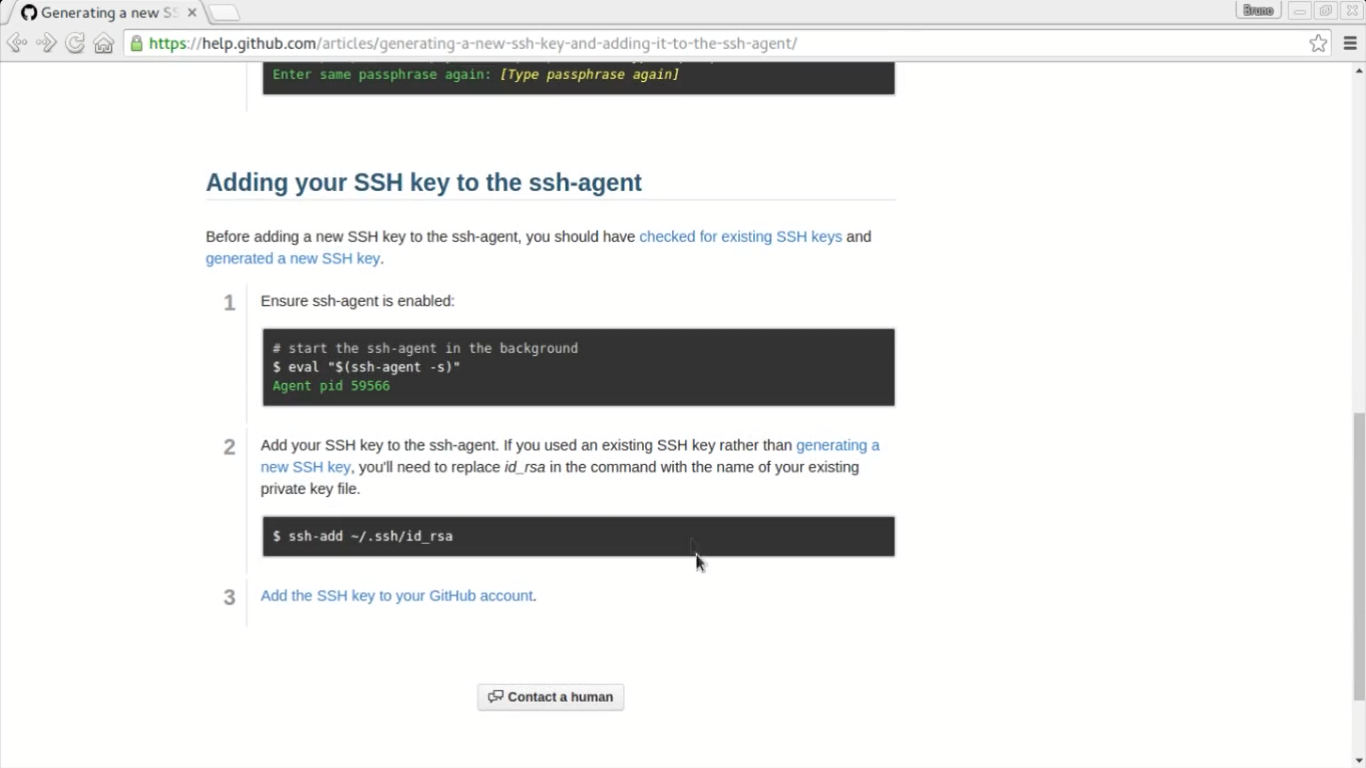 Generating a new SS
Bruno
https://help.github.com/articles/generating-a-new-ssh-key-and-adding-it-to-the-ssh-agent/
Enter same passphrase again: [Type passphrase again]
Adding your SSH key to the ssh-agent
Before adding a new SSH key to the ssh-agent, you should have checked for existing SSH keys and
generated a new SSH key.
1 Ensure ssh-agent is enabled:
# start the ssh-agent in the background
$ eval "$(ssh-agent -s)"
Agent pid 59566
2 Add your SSH key to the ssh-agent. If you used an existing SSH key rather than generating a
new SSH key, you'll need to replace id_rsa in the command with the name of your existing
private key file.
$ ssh-add ~/.ssh/id_rsa
3 Add the SSH key to your GitHub account.
Contact a human